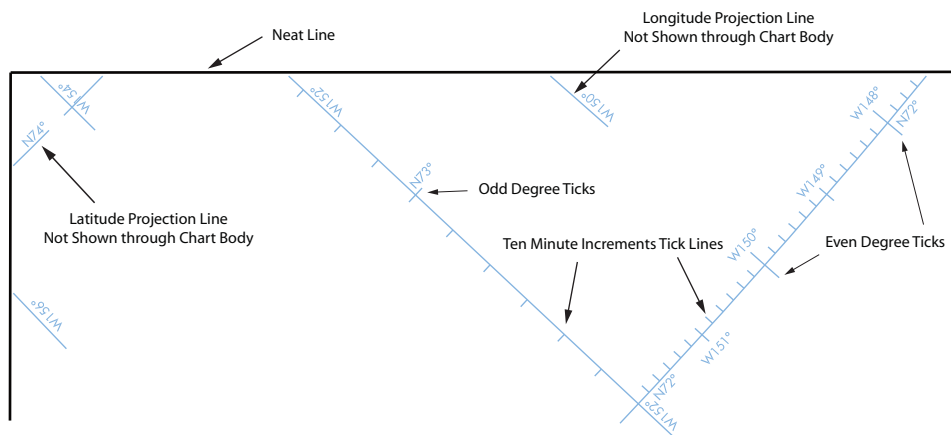 Longitude Projection Line
Not Shown through Chart Body
Neat Line
W154°
W152°
W150°
W148°
N72°
N74°
N73°
W149°
Odd Degree Ticks
Latitude Projection Line
Not Shown through Chart Body
Ten Minute Increments Tick Lines
W150°
Even Degree Ticks
W156°
W151°
N72°
W152°